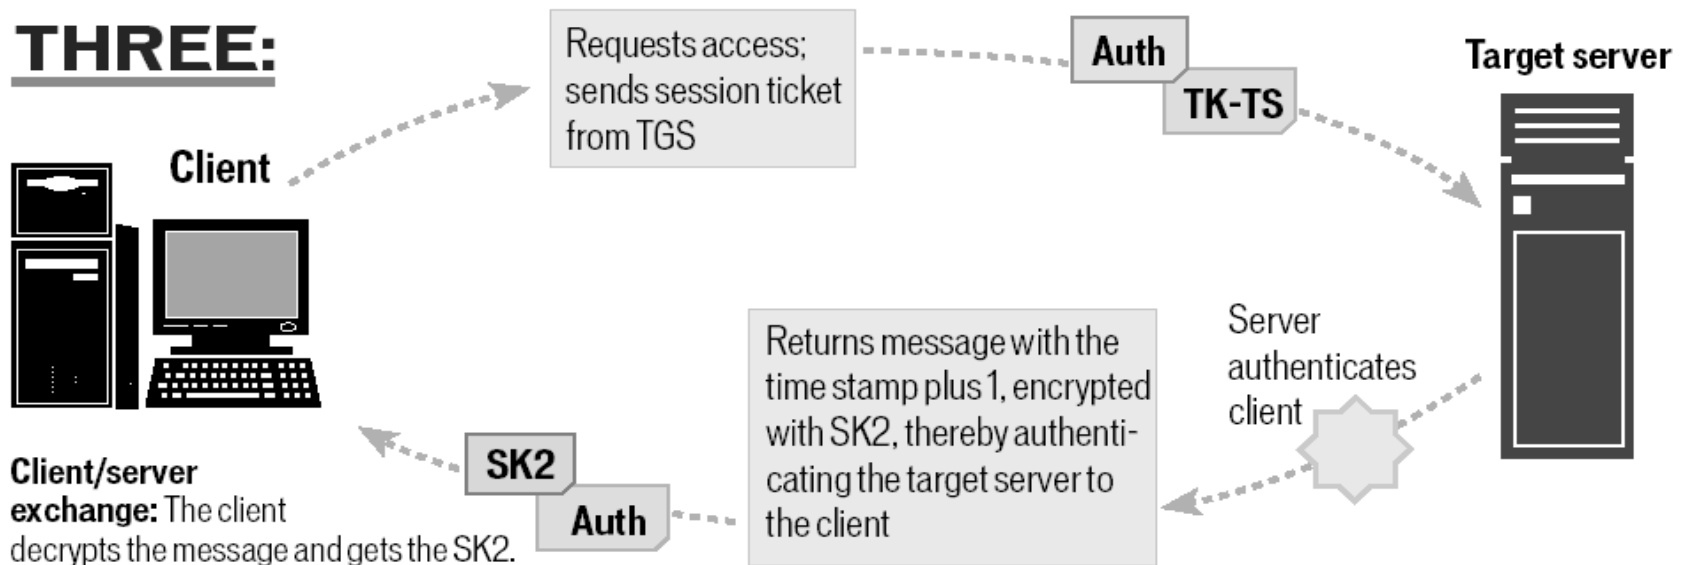 THREE:
Client
Requests access;
sends session ticket
from TGS
Auth
TK-TS
Target server
Server
authenticates
client
Returns message with the
time stamp plus 1, encrypted
with SK2, thereby authenti-
cating the target server to
the client
SK2
Auth
Client/server
exchange: The client
decrypts the message and gets the SK2.